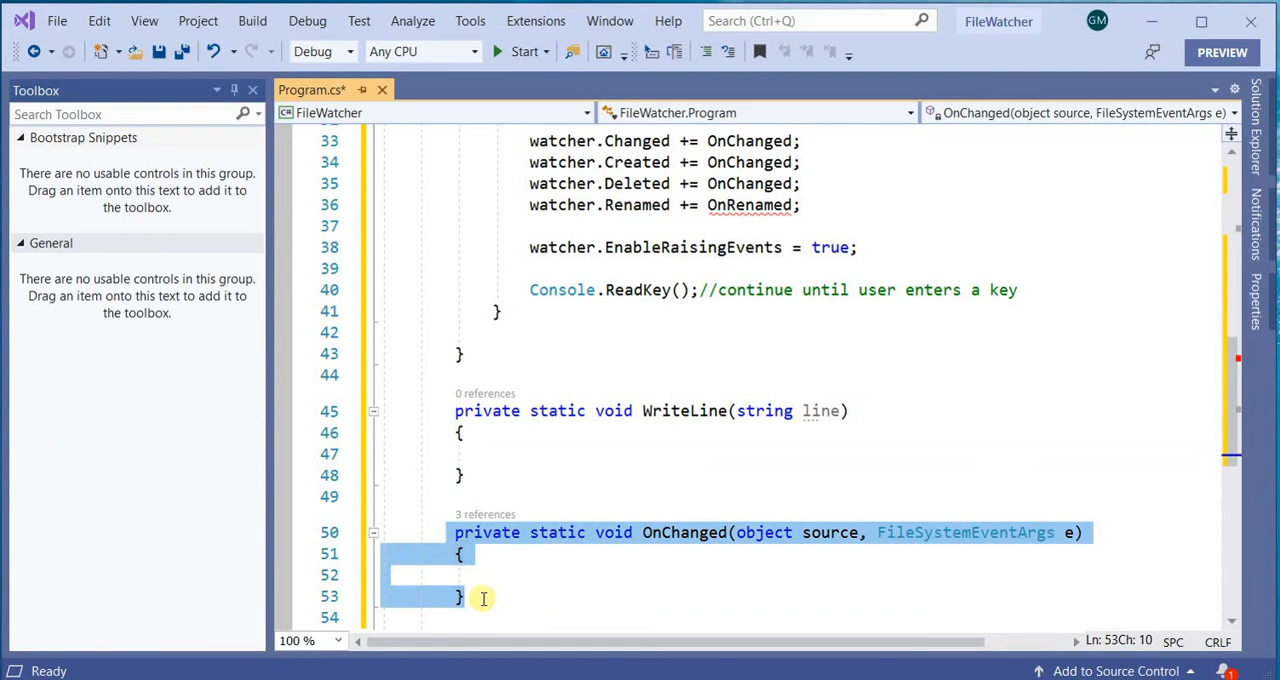 File Edit View Project Build Debug Test Analyze Tools Extensions Window Help Search (Ctrl+Q) FileWatcher GM
Debug Any CPU Start PREVIEW
Toolbox Program.cs*
Search Toolbox FileWatcher FileWatcher.Program OnChanged(object source, FileSystemEventArgs e)
Bootstrap Snippets
There are no usable controls in this group.
Drag an item onto this text to add it to
the toolbox.
General
There are no usable controls in this group.
Drag an item onto this text to add it to
the toolbox.
33 watcher.Changed += OnChanged;
34 watcher.Created += OnChanged;
35 watcher.Deleted += OnChanged;
36 watcher.Renamed += OnRenamed;
37
38 watcher.EnableRaisingEvents = true;
39
40 Console.ReadKey();//continue until user enters a key
41 }
42
43 }
44
0 references
45 private static void WriteLine(string line)
46 {
47
48 }
49
3 references
50 private static void OnChanged(object source, FileSystemEventArgs e)
51 {
52
53 }
54
100 % Ln: 53 Ch: 10 SPC CRLF
Ready Add to Source Control 1
Solution Explorer
Notifications
Properties